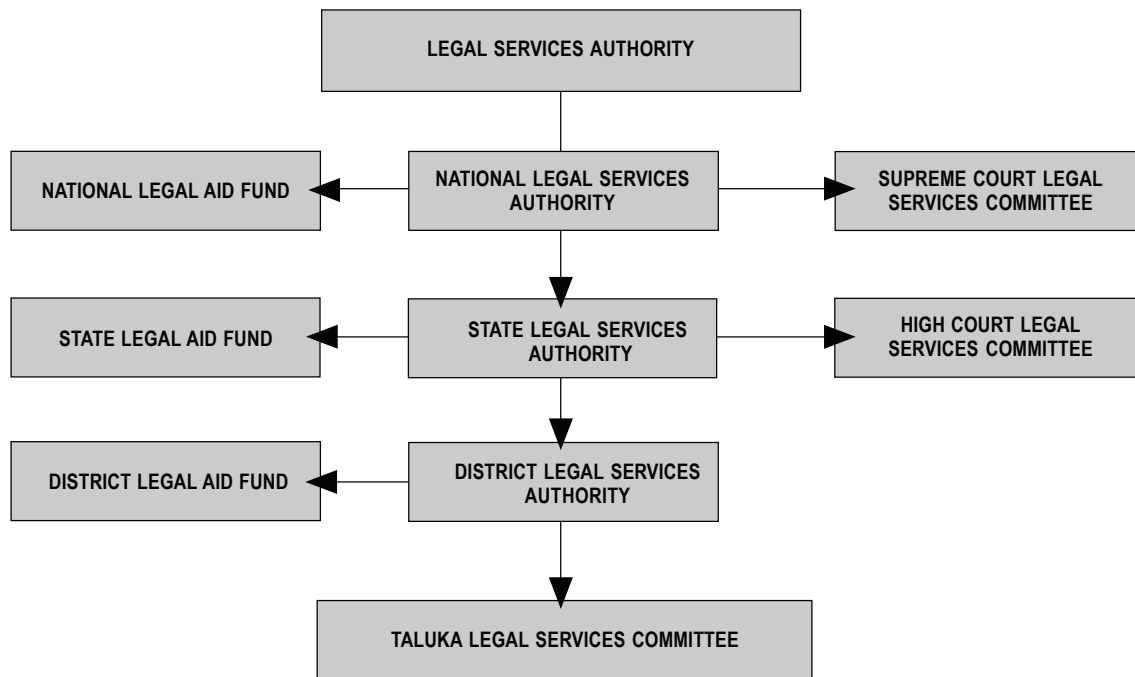 LEGAL SERVICES AUTHORITY
NATIONAL LEGAL AID FUND
NATIONAL LEGAL SERVICES
AUTHORITY
SUPREME COURT LEGAL
SERVICES COMMITTEE
STATE LEGAL AID FUND
STATE LEGAL SERVICES
AUTHORITY
HIGH COURT LEGAL
SERVICES COMMITTEE
DISTRICT LEGAL AID FUND
DISTRICT LEGAL SERVICES
AUTHORITY
TALUKA LEGAL SERVICES COMMITTEE